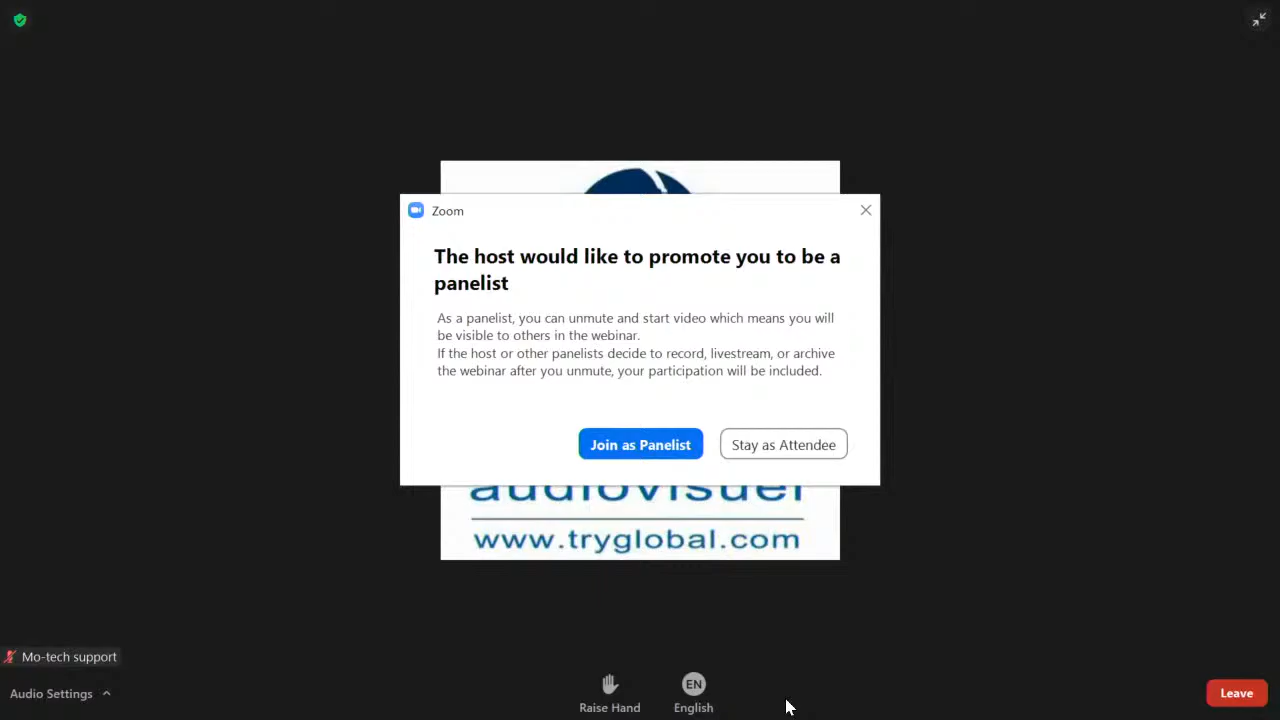 Zoom
The host would like to promote you to be a
panelist
As a panelist, you can unmute and start video which means you will
be visible to others in the webinar.
If the host or other panelists decide to record, livestream, or archive
the webinar after you unmute, your participation will be included.
Join as Panelist
Stay as Attendee
audiovisuel
www.tryglobal.com
Mo-tech support
Audio Settings
Raise Hand
EN
English
Leave